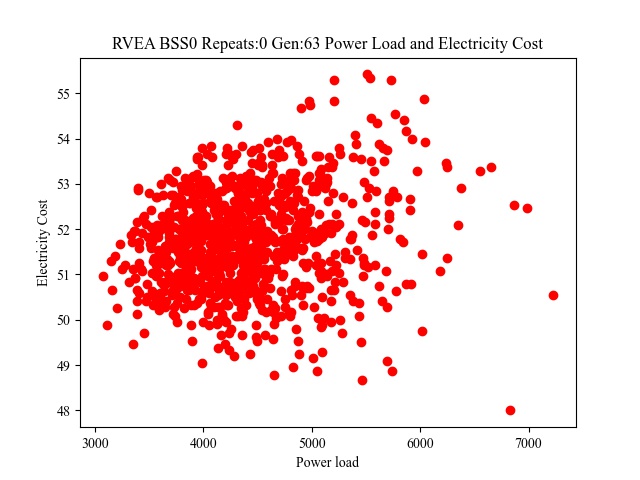 RVEA BSS0 Repeats:0 Gen:63 Power Load and Electricity Cost
55
54
53
52
51
50
49
48
Electricity Cost
3000 4000 5000 6000 7000
Power load